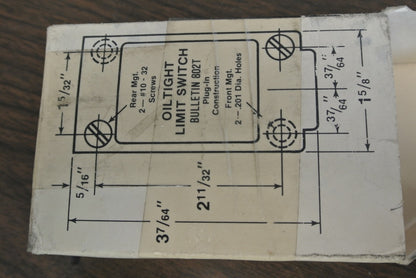 OILTIGHT
LIMIT SWITCH
BULLETIN 802T
Plug-in
Construction
Rear Mgt.
2 — #10 - 32
Screws
Front Mgt.
2 — .201 Dia. Holes
1 5/32"
37/64"
37/64"
1 5/8"
5/16"
2 11/32"
3 7/64"